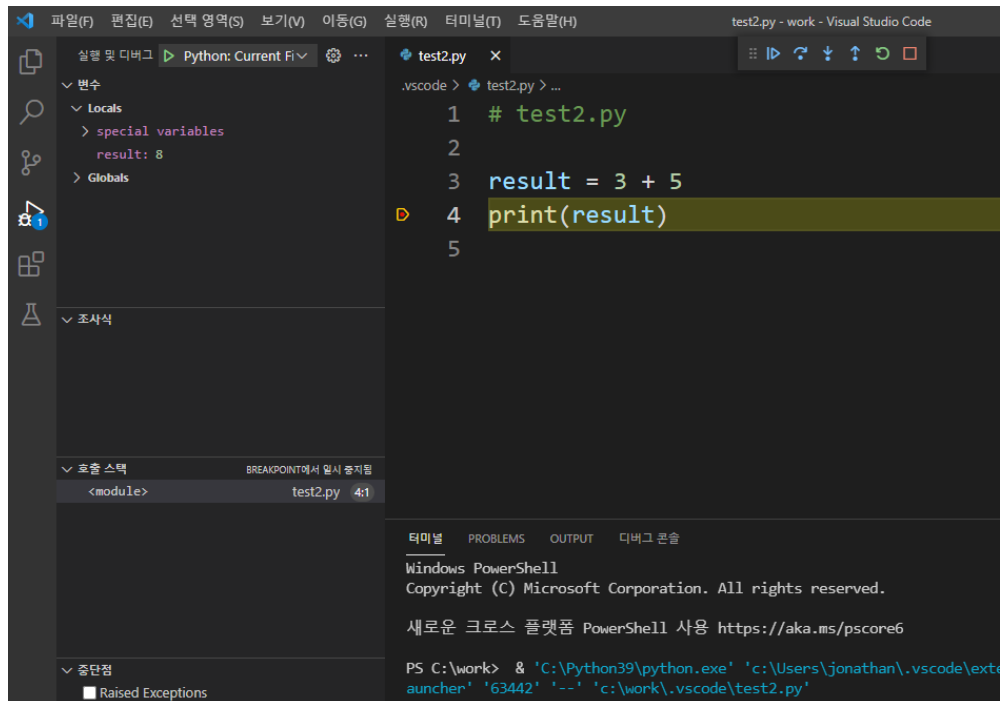 파일(F) 편집(E) 선택 영역(S) 보기(V) 이동(G) 실행(R) 터미널(T) 도움말(H) test2.py - work - Visual Studio Code
실행 및 디버그 Python: Current Fi
test2.py
변수
.vscode > test2.py > ...
Locals
special variables
result: 8
Globals
1 # test2.py
2
3 result = 3 + 5
4 print(result)
5
1
조사식
호출 스택 BREAKPOINT에서 일시 중지됨
<module> test2.py 4:1
중단점
Raised Exceptions
터미널 PROBLEMS OUTPUT 디버그 콘솔
Windows PowerShell
Copyright (C) Microsoft Corporation. All rights reserved.
새로운 크로스 플랫폼 PowerShell 사용 https://aka.ms/pscore6
PS C:\work> & 'C:\Python39\python.exe' 'c:\Users\jonathan\.vscode\exte
auncher' '63442' '--' 'c:\work\.vscode\test2.py'